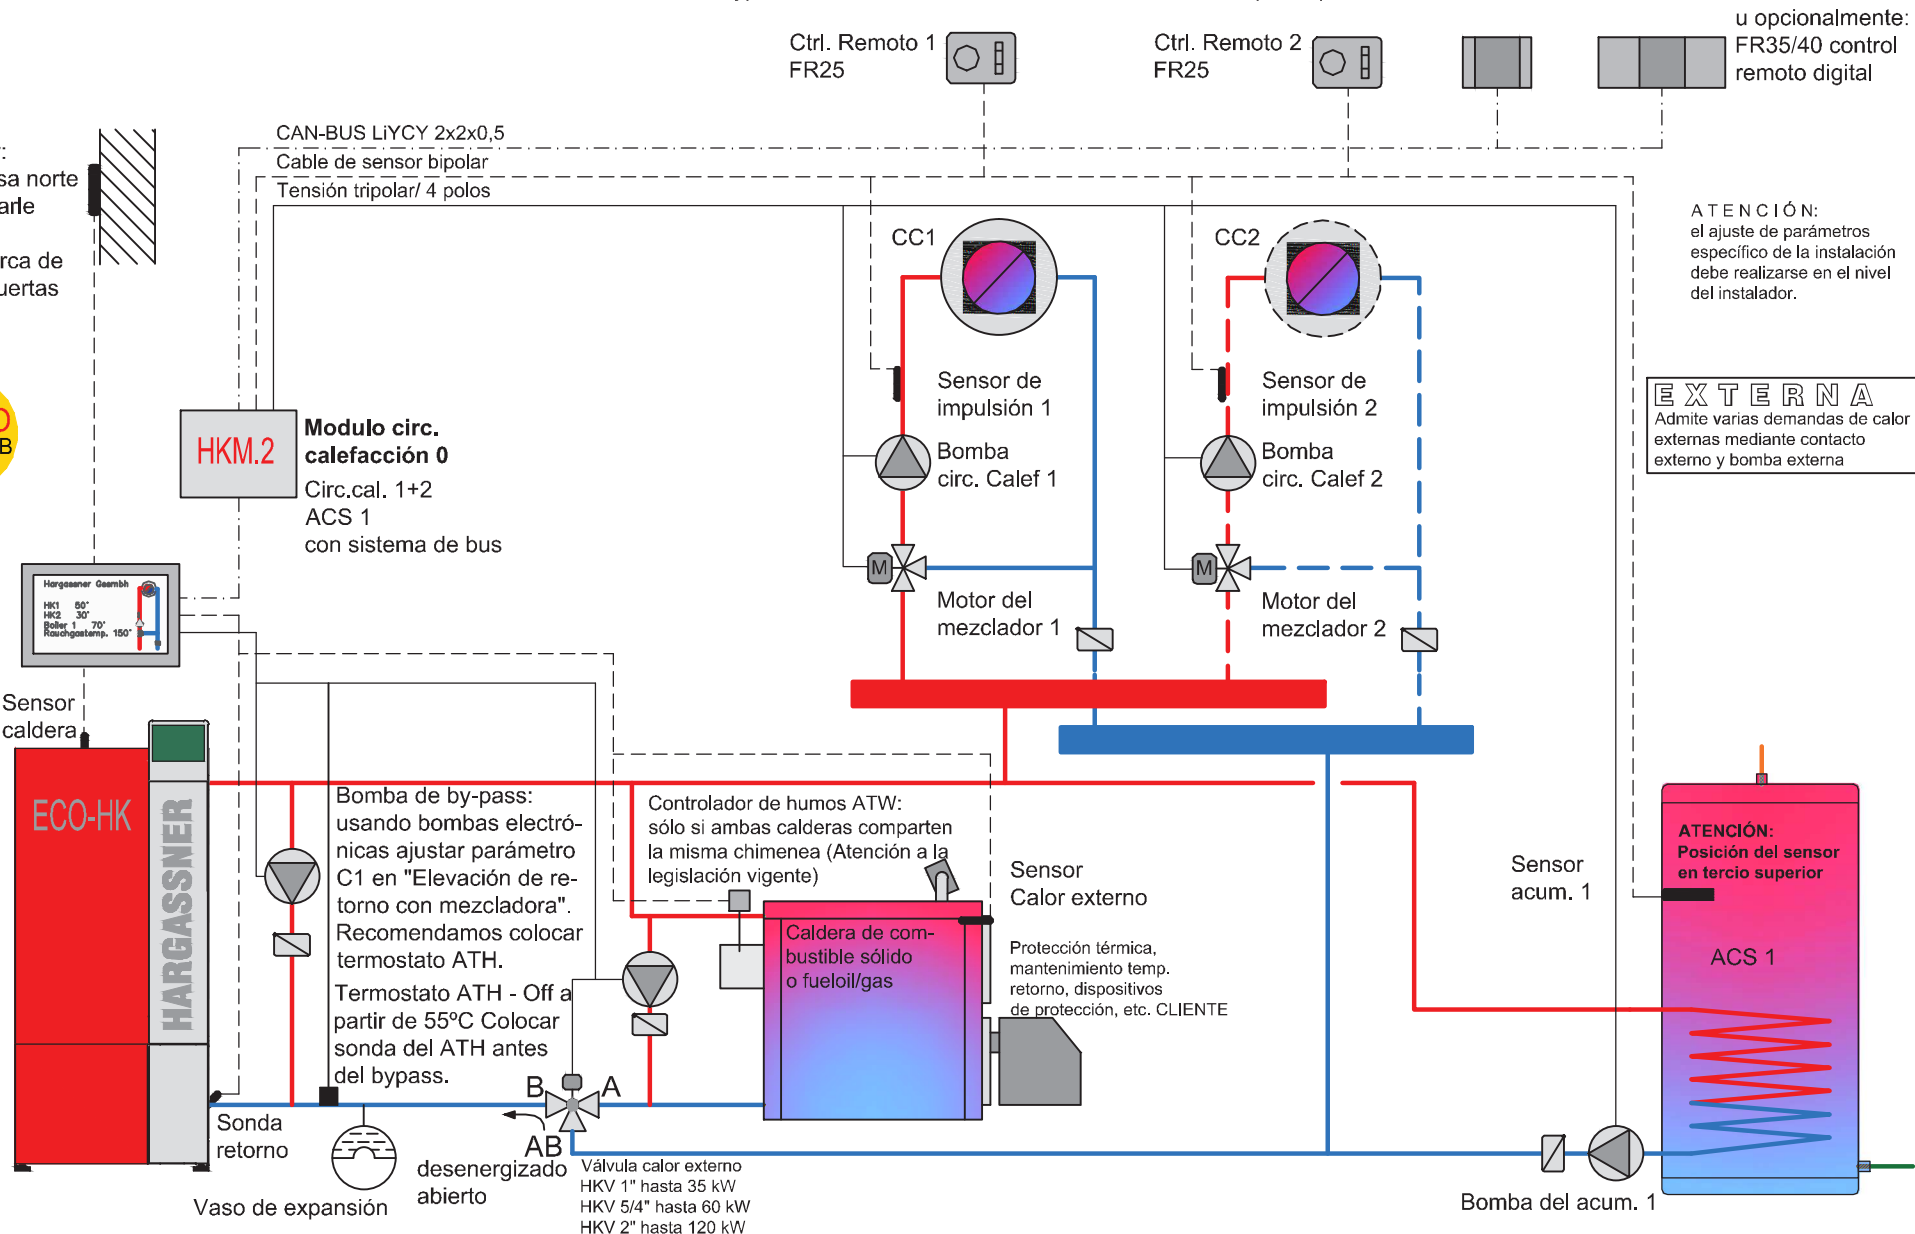 u opcionalmente:
FR35/40 control
remoto digital
Ctrl. Remoto 1
FR25
Ctrl. Remoto 2
FR25
CAN-BUS LiYCY 2x2x0,5
Cable de sensor bipolar
Tensión tripolar/ 4 polos
norte
rca de
CC1
CC2
ATENCIÓN:
el ajuste de parámetros
específico de la instalación
debe realizarse en el nivel
del instalador.
Sensor de
impulsión 1
Sensor de
impulsión 2
EXTERNA
Admite varias demandas de calor
externas mediante contacto
externo y bomba externa
HKM.2
Modulo circ.
calefacción 0
Circ.cal. 1+2
ACS 1
con sistema de bus
Bomba
circ. Calef 1
Bomba
circ. Calef 2
M
M
Motor del
mezclador 1
Motor del
mezclador 2
Hargassner Gesmbh
HK1 50°
HK2 30°
Boiler 1 70°
Rauchgastemp. 150°
Sensor
caldera
ECO-HK
HARGASSNER
Bomba de by-pass:
usando bombas electró-
nicas ajustar parámetro
C1 en "Elevación de re-
torno con mezcladora".
Recomendamos colocar
termostato ATH.
Termostato ATH - Off a
partir de 55ºC Colocar
sonda del ATH antes
del bypass.
Controlador de humos ATW:
sólo si ambas calderas comparten
la misma chimenea (Atención a la
legislación vigente)
Sensor
Calor externo
Caldera de com-
bustible sólido
o fueloil/gas
Protección térmica,
mantenimiento temp.
retorno, dispositivos
de protección, etc. CLIENTE
Sensor
acum. 1
ATENCIÓN:
Posición del sensor
en tercio superior
ACS 1
B
A
AB
Sonda
retorno
Vaso de expansión
desenergizado
abierto
Válvula calor externo
HKV 1" hasta 35 kW
HKV 5/4" hasta 60 kW
HKV 2" hasta 120 kW
Bomba del acum. 1